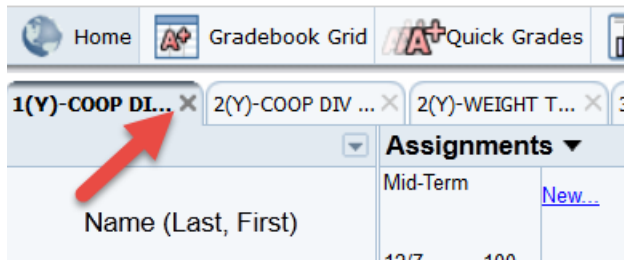 Home Gradebook Grid Quick Grades
1(Y)-COOP DI... 2(Y)-COOP DIV ... 2(Y)-WEIGHT T... 3
Assignments
Mid-Term
New...
Name (Last, First)